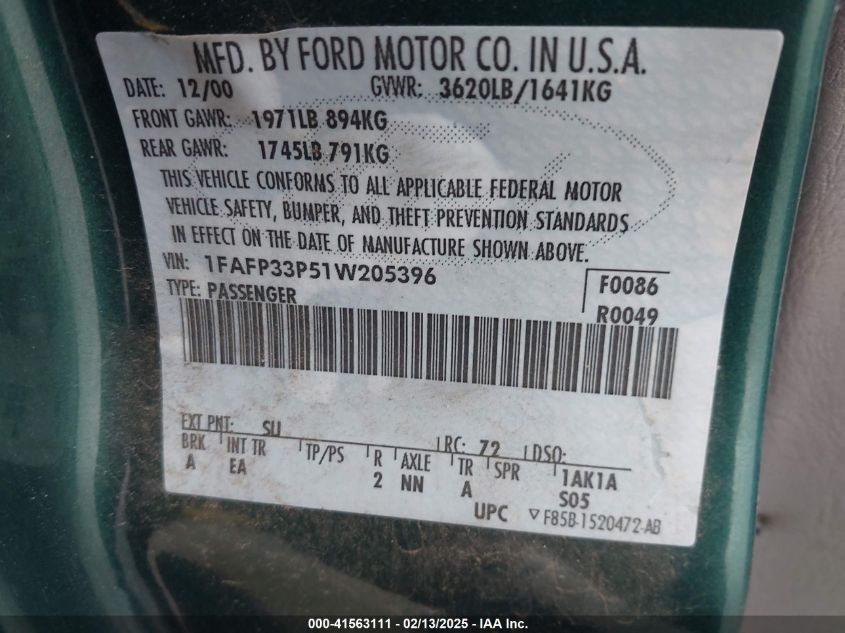 MFD. BY FORD MOTOR CO. IN U.S.A.
DATE: 12/00 GVWR: 3620LB/1641KG
FRONT GAWR: 1971LB 894KG
REAR GAWR: 1745LB 791KG
THIS VEHICLE CONFORMS TO ALL APPLICABLE FEDERAL MOTOR
VEHICLE SAFETY, BUMPER, AND THEFT PREVENTION STANDARDS
IN EFFECT ON THE DATE OF MANUFACTURE SHOWN ABOVE.
VIN: 1FAFP33P51W205396 F0086
TYPE: PASSENGER R0049
EXT PNT: SU RC: 72 DSO:
BRK INT TR TP/PS R AXLE TR SPR 1AK1A
A EA 2 NN A S05
UPC ▽ F85B-1520472-AB
000-41563111 - 02/13/2025 - IAA Inc.